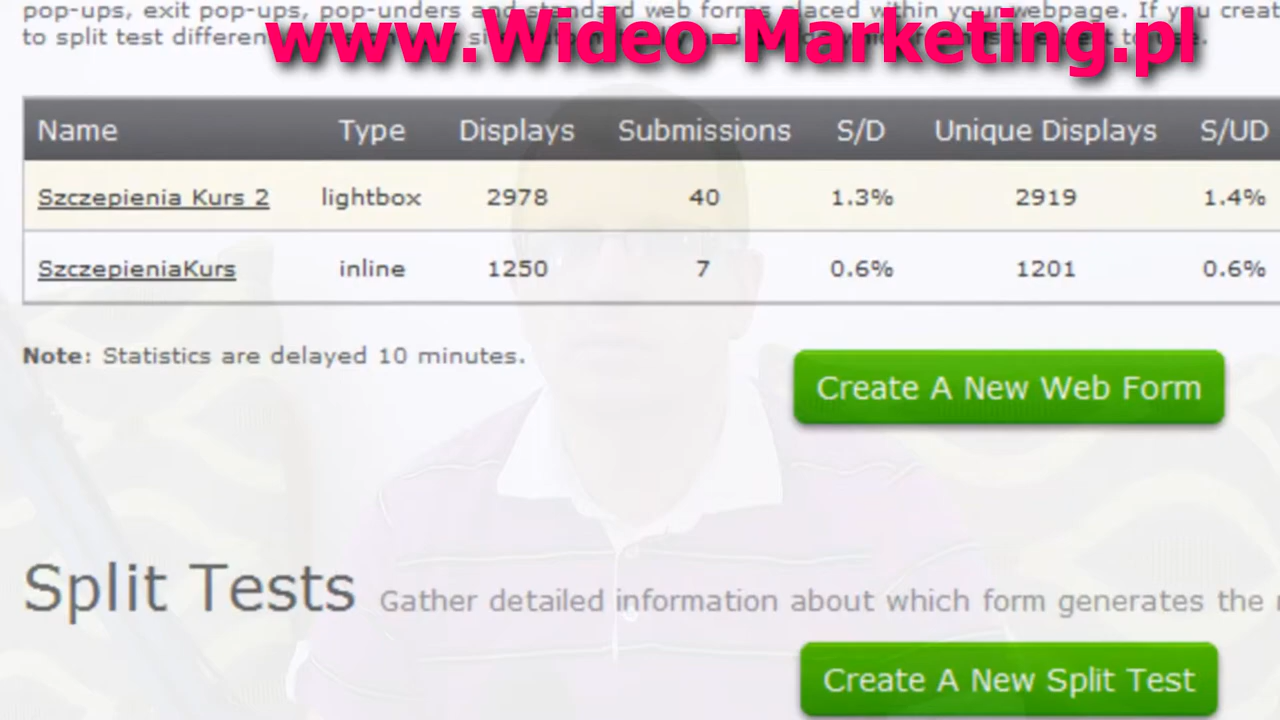 pop-ups, exit pop-ups, pop-unders and standard web forms placed within your webpage. If you create
www.Wideo-Marketing.pl
to split test different
Name Type Displays Submissions S/D Unique Displays S/UD
Szczepienia Kurs 2 lightbox 2978 40 1.3% 2919 1.4%
SzczepieniaKurs inline 1250 7 0.6% 1201 0.6%
Note: Statistics are delayed 10 minutes.
Create A New Web Form
Split Tests Gather detailed information about which form generates the
Create A New Split Test